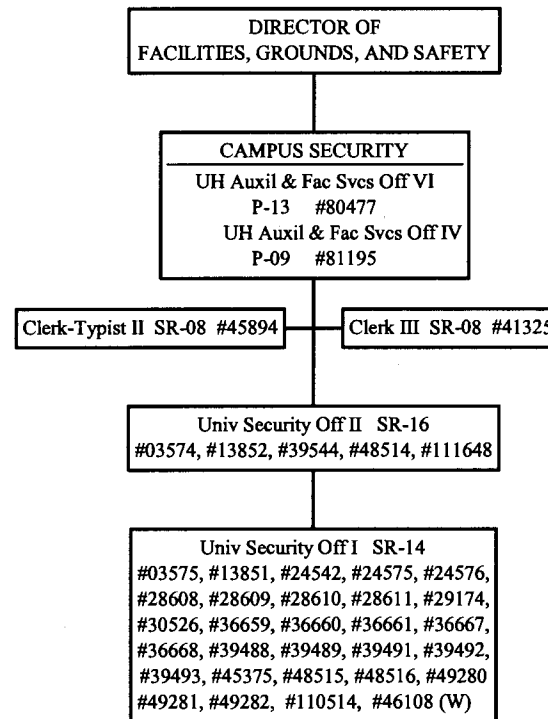 DIRECTOR OF
FACILITIES, GROUNDS, AND SAFETY
CAMPUS SECURITY
UH Auxil & Fac Svcs Off VI
P-13 #80477
UH Auxil & Fac Svcs Off IV
P-09 #81195
Clerk-Typist II SR-08 #45894
Clerk III SR-08 #41325
Univ Security Off II SR-16
#03574, #13852, #39544, #48514, #111648
Univ Security Off I SR-14
#03575, #13851, #24542, #24575, #24576,
#28608, #28609, #28610, #28611, #29174,
#30526, #36659, #36660, #36661, #36667,
#36668, #39488, #39489, #39491, #39492,
#39493, #45375, #48515, #48516, #49280
#49281, #49282, #110514, #46108 (W)